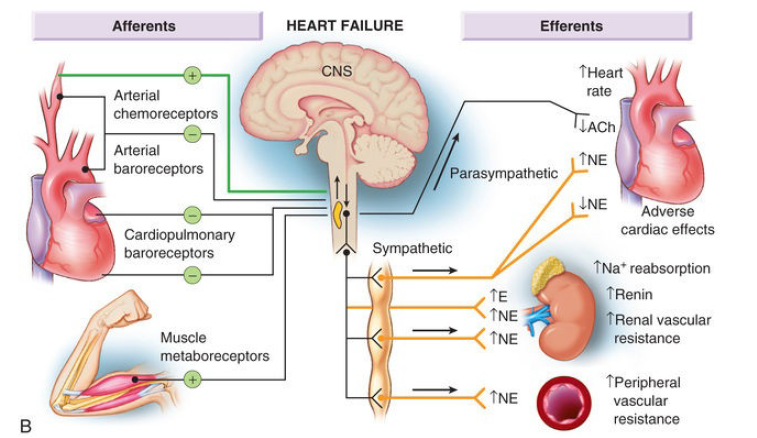 Afferents
HEART FAILURE
Efferents
CNS
+
Arterial
chemoreceptors
−
Arterial
baroreceptors
−
Cardiopulmonary
baroreceptors
−
Muscle
metaboreceptors
+
Parasympathetic
Sympathetic
↑Heart
rate
↓ACh
↑NE
↓NE
Adverse
cardiac effects
↑E
↑NE
↑NE
↑Na⁺ reabsorption
↑Renin
↑Renal vascular
resistance
↑NE
↑Peripheral
vascular
resistance
B